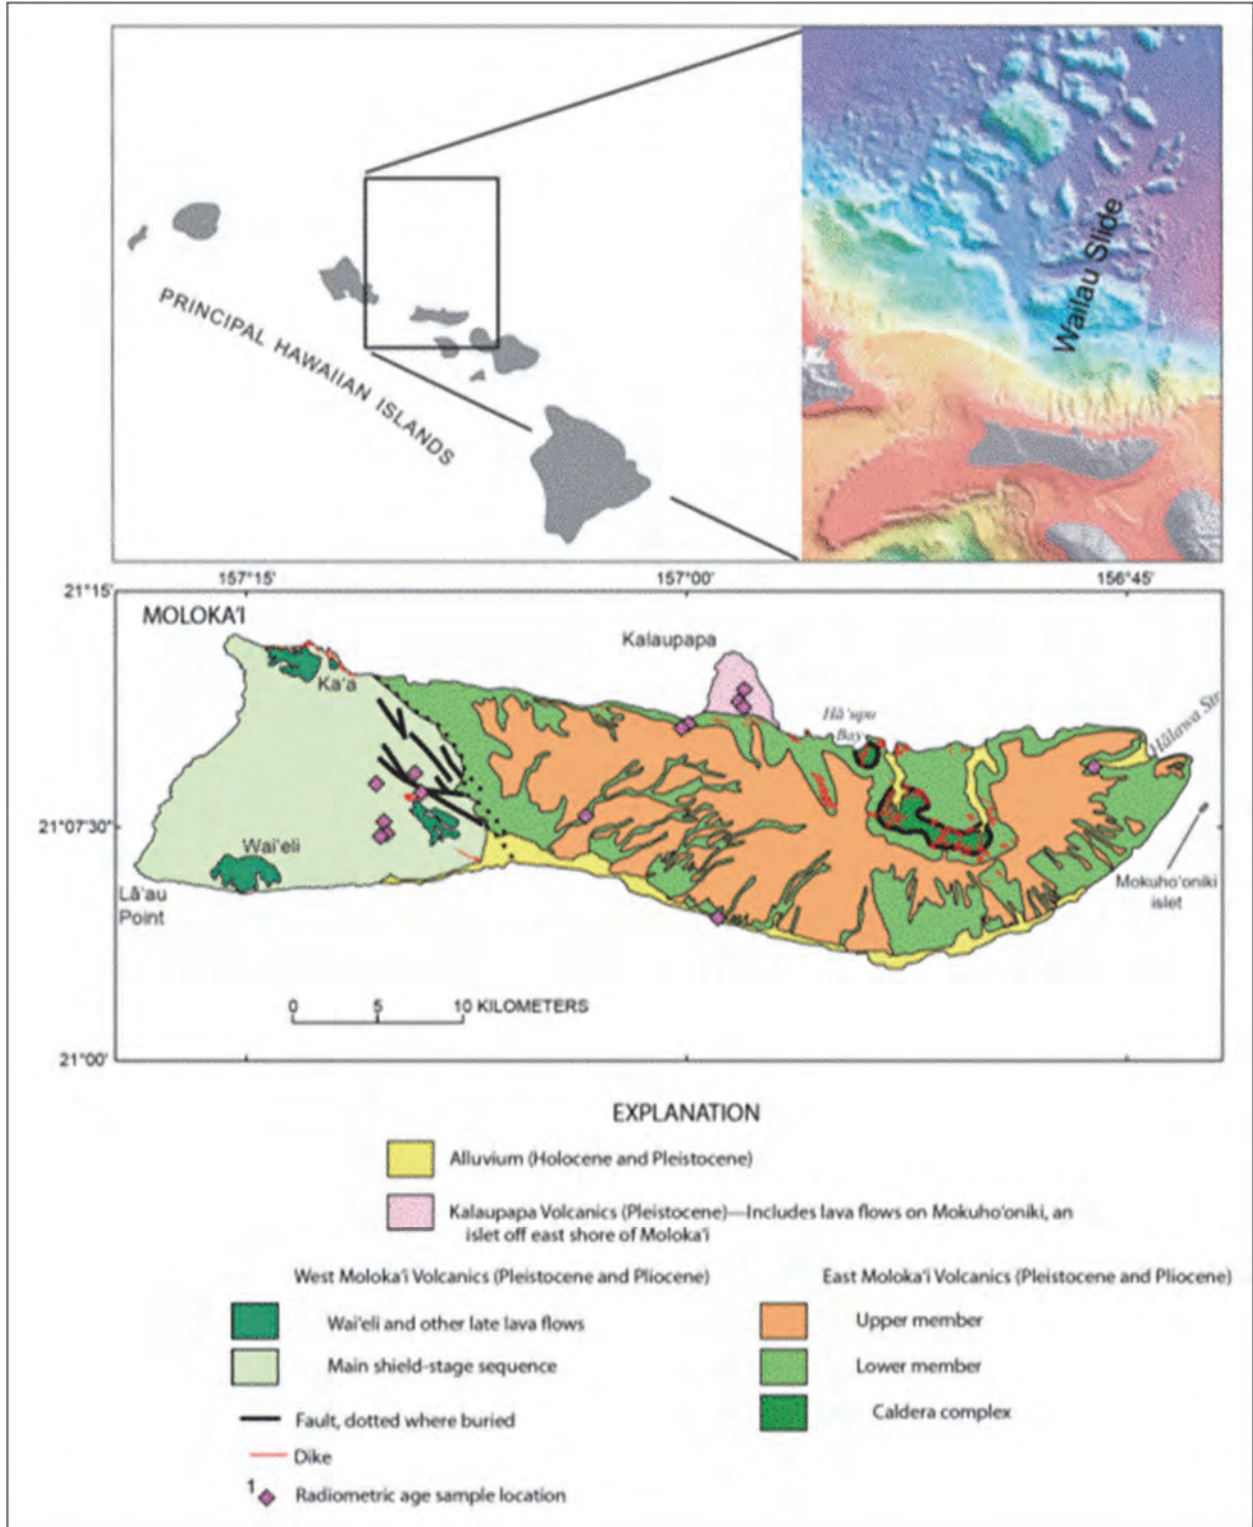 PRINCIPAL HAWAIIAN ISLANDS
Wailau Slide
157°15'
157°00'
156°45'
21°15'
MOLOKA'I
Kalaupapa
Ka'a
Hā'upu
Bay
Hālawa Str
21°07'30"
Wai'eli
Lā'au
Point
Mokuho'oniki
islet
0 5 10 KILOMETERS
21°00'
EXPLANATION
Alluvium (Holocene and Pleistocene)
Kalaupapa Volcanics (Pleistocene)—Includes lava flows on Mokuho'oniki, an
islet off east shore of Moloka'i
West Moloka'i Volcanics (Pleistocene and Pliocene)
Wai'eli and other late lava flows
Main shield-stage sequence
Fault, dotted where buried
Dike
1
Radiometric age sample location
East Moloka'i Volcanics (Pleistocene and Pliocene)
Upper member
Lower member
Caldera complex